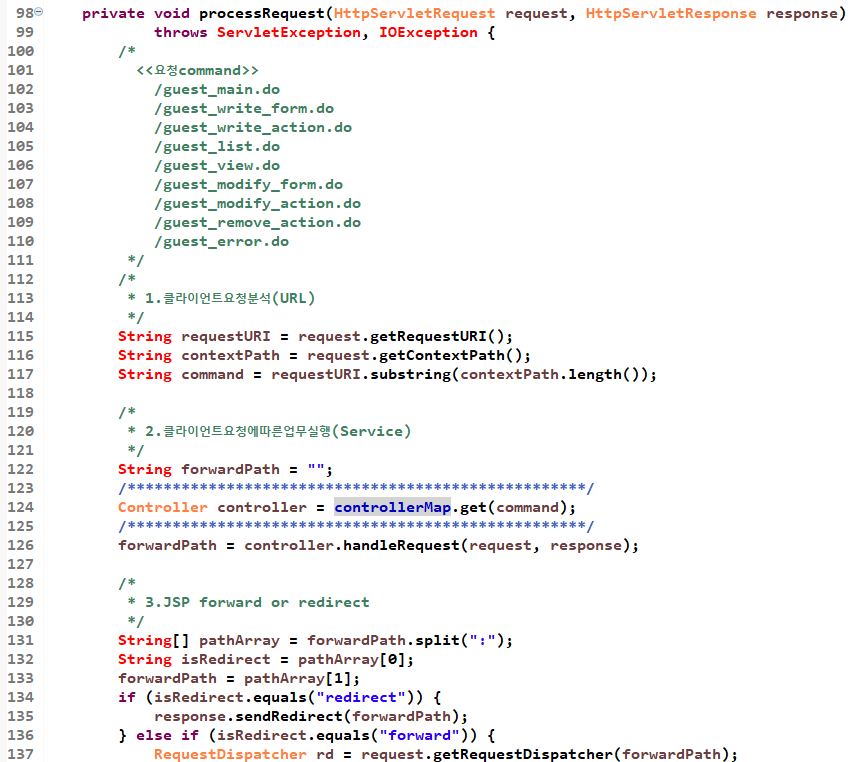 98 private void processRequest(HttpServletRequest request, HttpServletResponse response)
99 throws ServletException, IOException {
100 /*
101 <<요청command>>
102 /guest_main.do
103 /guest_write_form.do
104 /guest_write_action.do
105 /guest_list.do
106 /guest_view.do
107 /guest_modify_form.do
108 /guest_modify_action.do
109 /guest_remove_action.do
110 /guest_error.do
111 */
112 /*
113 * 1.클라이언트요청분석(URL)
114 */
115 String requestURI = request.getRequestURI();
116 String contextPath = request.getContextPath();
117 String command = requestURI.substring(contextPath.length());
118
119 /*
120 * 2.클라이언트요청에따른업무실행(Service)
121 */
122 String forwardPath = "";
123 /***************************************************/
124 Controller controller = controllerMap.get(command);
125 /***************************************************/
126 forwardPath = controller.handleRequest(request, response);
127
128 /*
129 * 3.JSP forward or redirect
130 */
131 String[] pathArray = forwardPath.split(":");
132 String isRedirect = pathArray[0];
133 forwardPath = pathArray[1];
134 if (isRedirect.equals("redirect")) {
135 response.sendRedirect(forwardPath);
136 } else if (isRedirect.equals("forward")) {
137 RequestDispatcher rd = request.getRequestDispatcher(forwardPath);